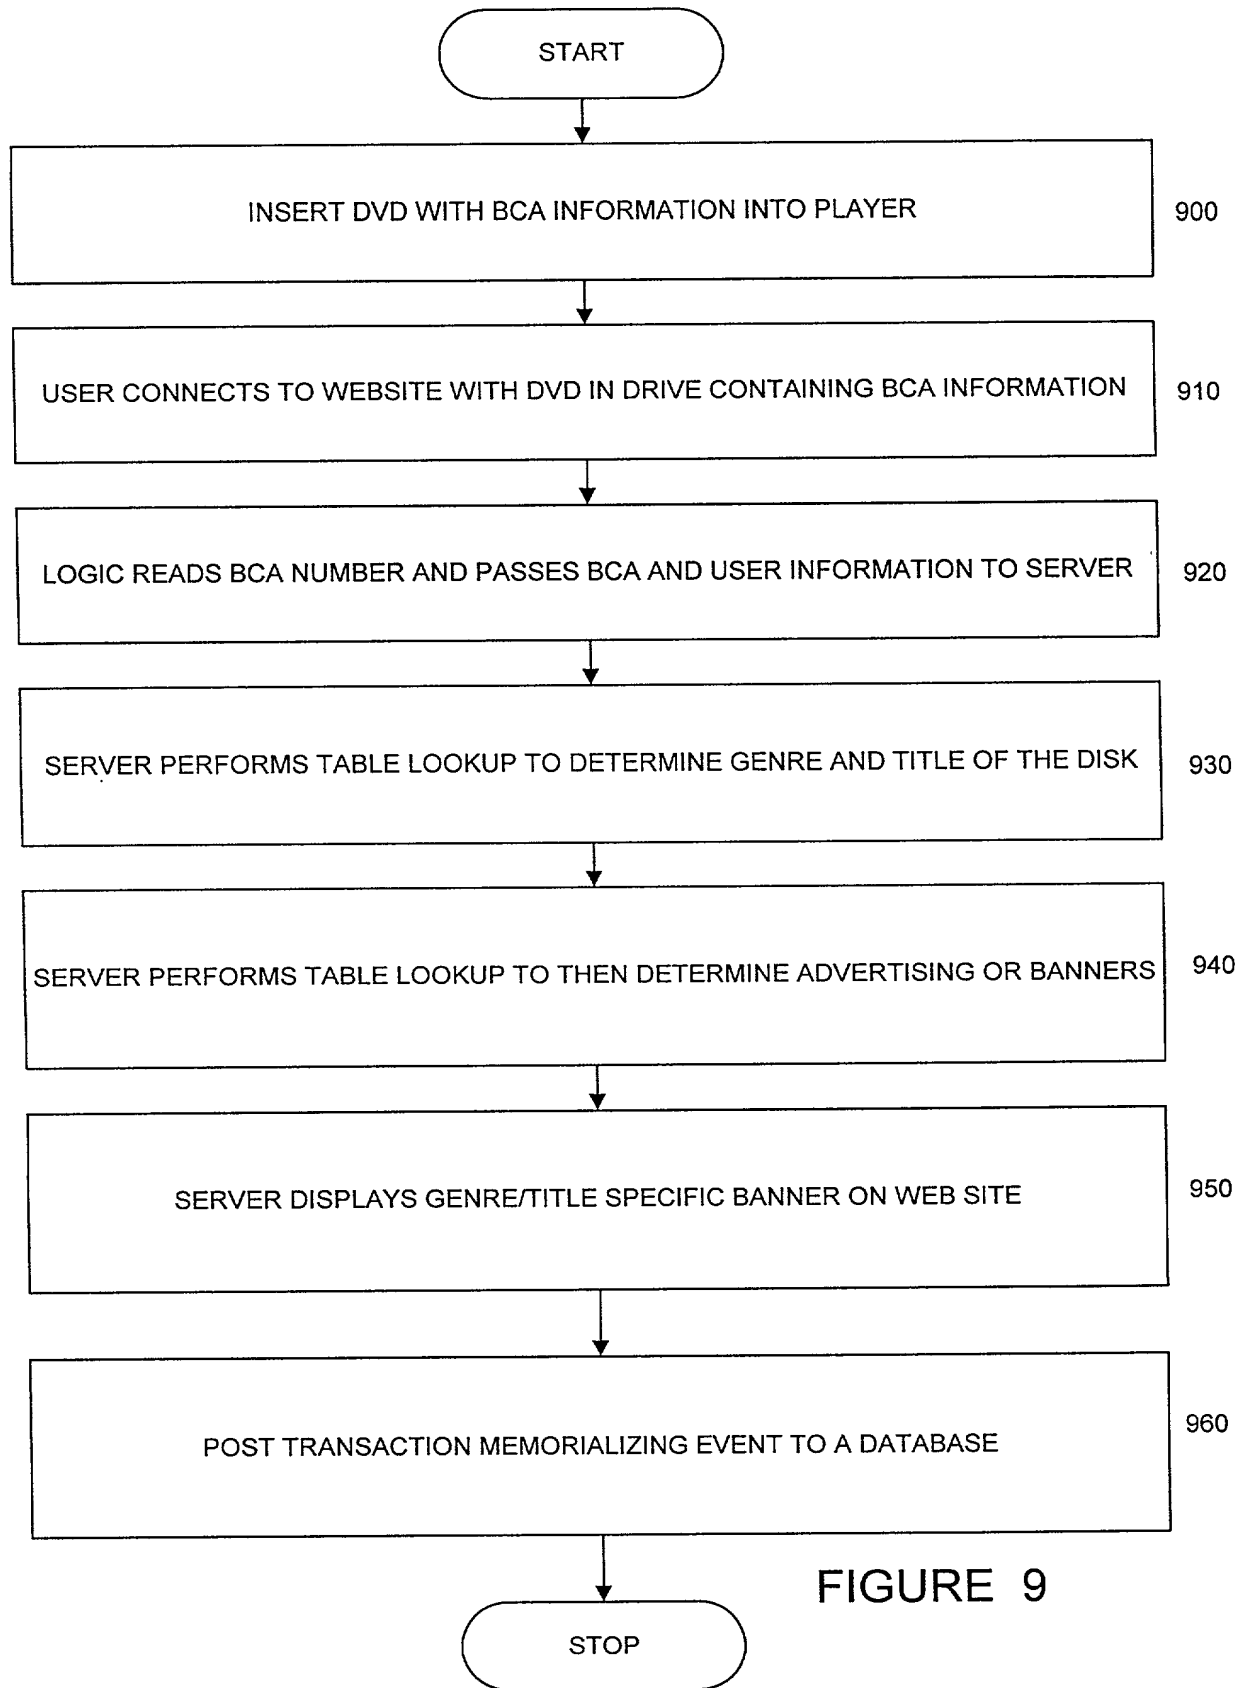 START
INSERT DVD WITH BCA INFORMATION INTO PLAYER
900
USER CONNECTS TO WEBSITE WITH DVD IN DRIVE CONTAINING BCA INFORMATION
910
LOGIC READS BCA NUMBER AND PASSES BCA AND USER INFORMATION TO SERVER
920
SERVER PERFORMS TABLE LOOKUP TO DETERMINE GENRE AND TITLE OF THE DISK
930
SERVER PERFORMS TABLE LOOKUP TO THEN DETERMINE ADVERTISING OR BANNERS
940
SERVER DISPLAYS GENRE/TITLE SPECIFIC BANNER ON WEB SITE
950
POST TRANSACTION MEMORIALIZING EVENT TO A DATABASE
960
FIGURE 9
STOP